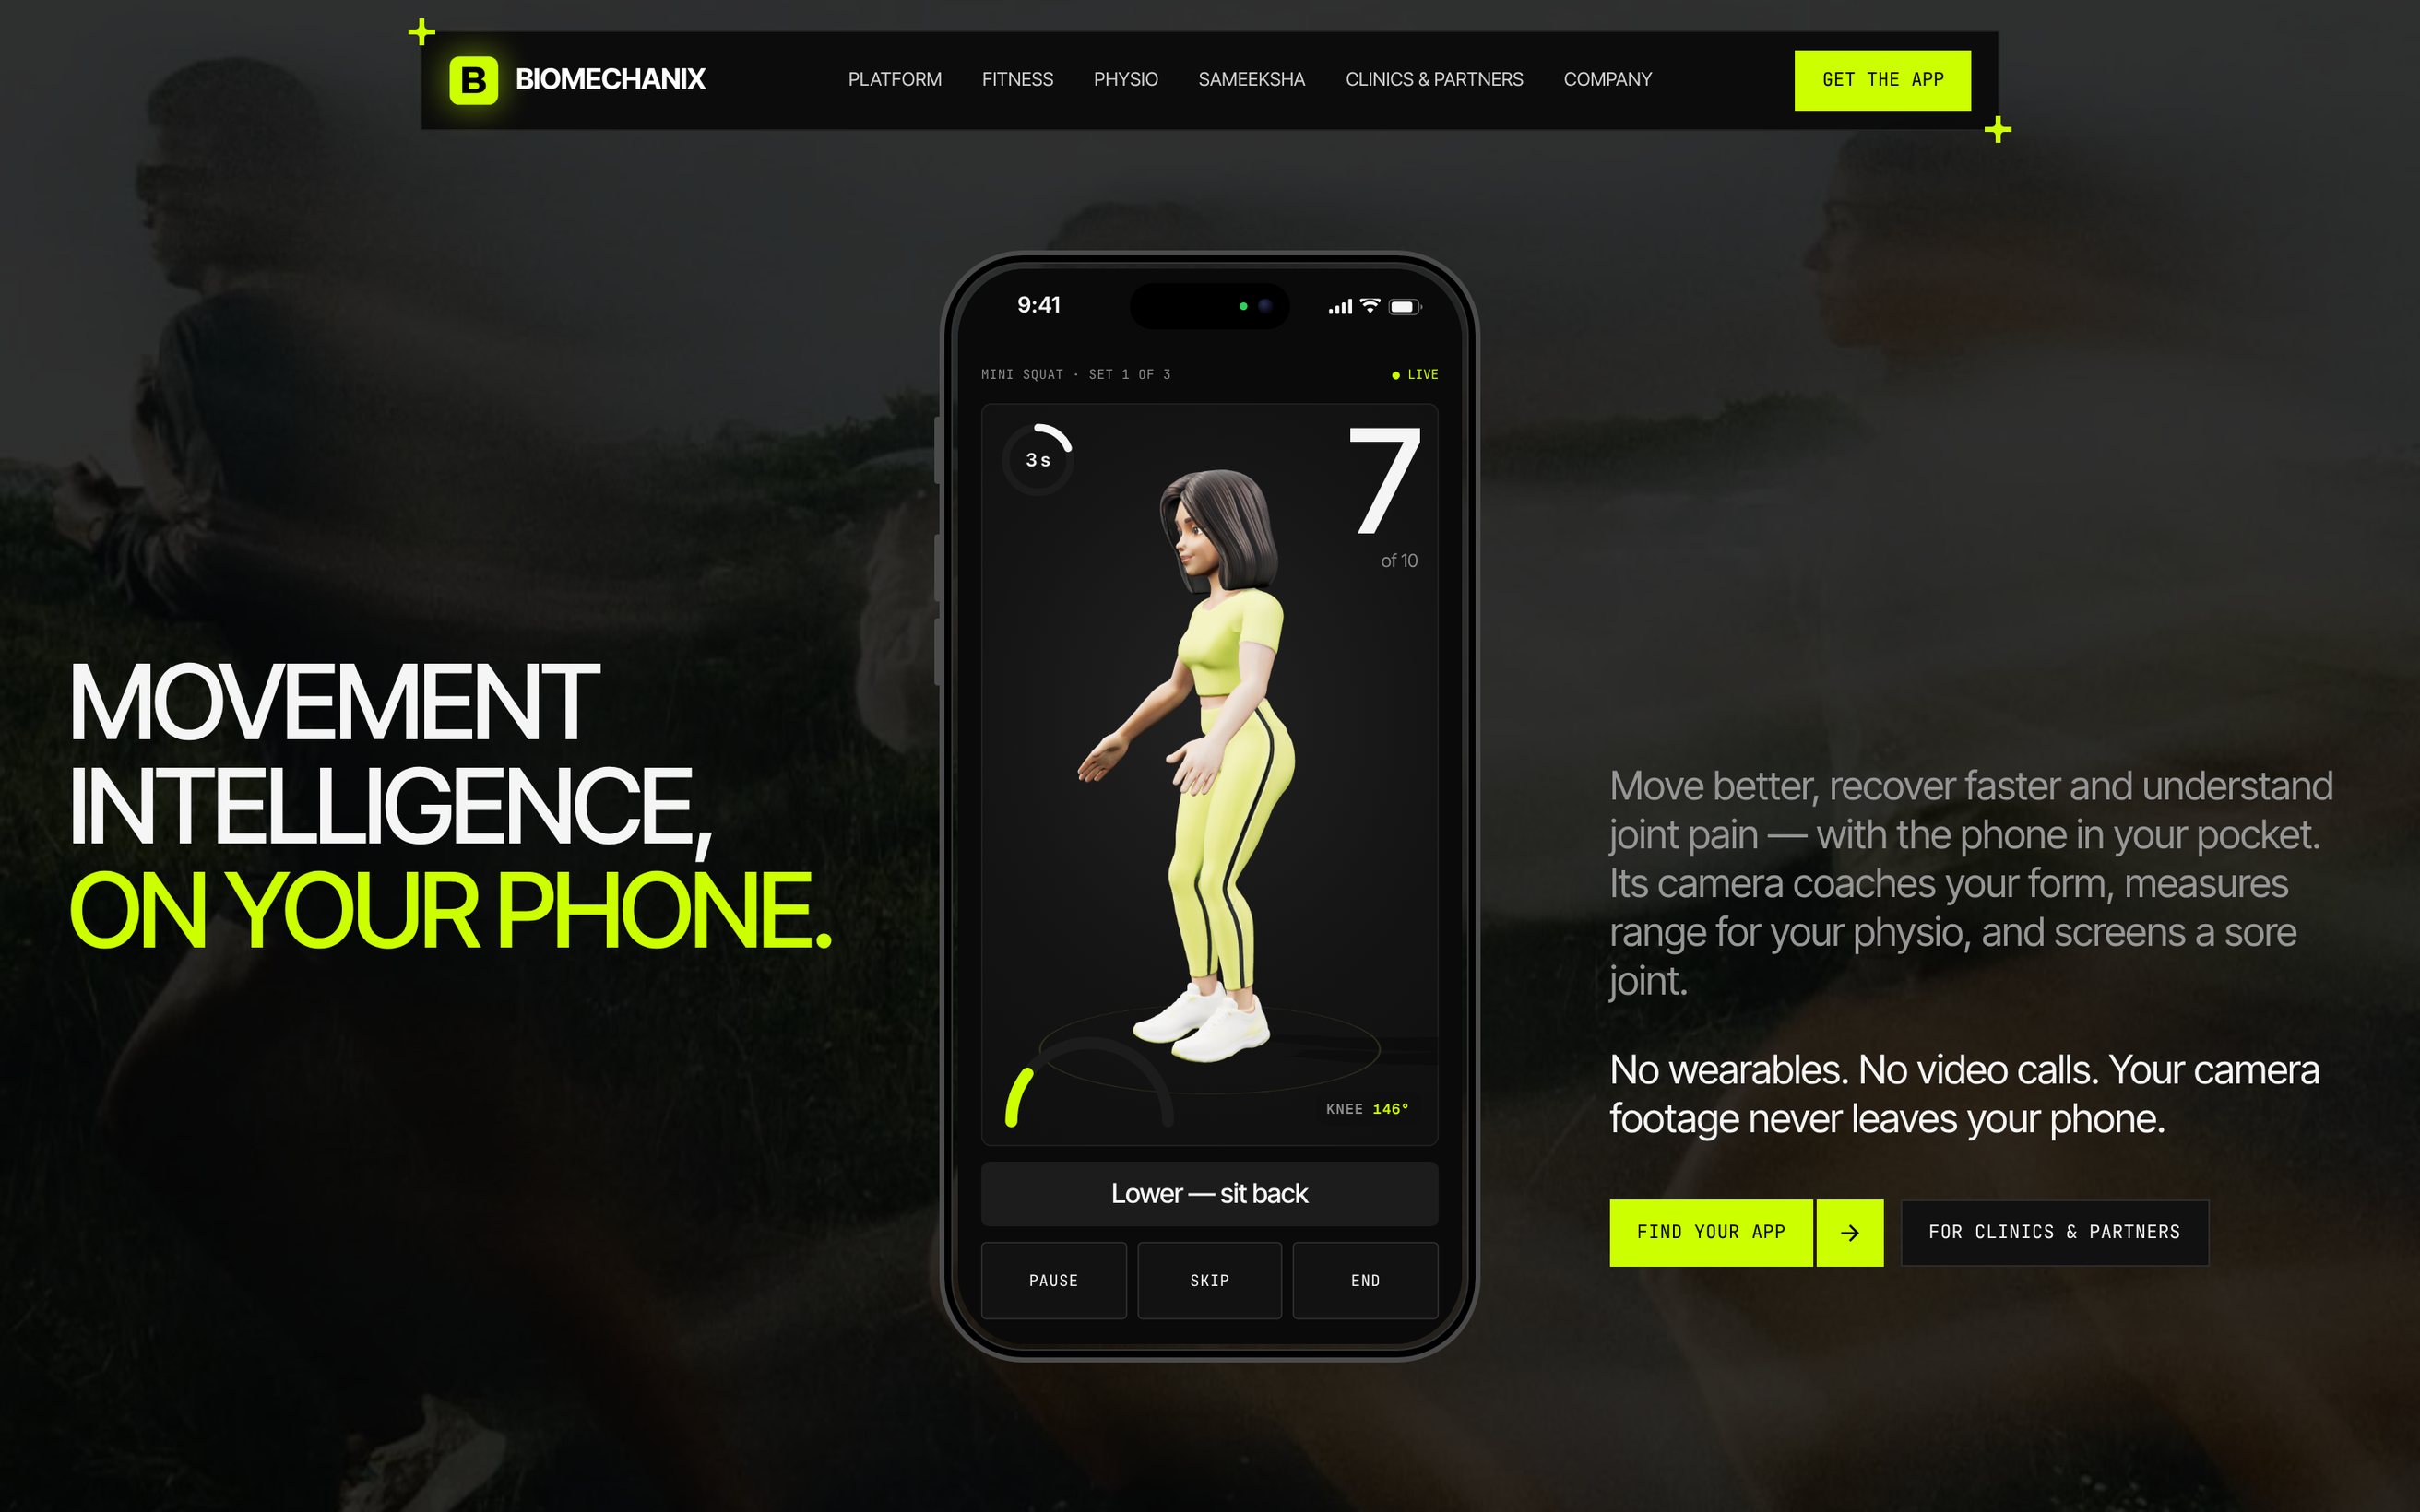 B BIOMECHANIX
PLATFORM FITNESS PHYSIO SAMEEKSHA CLINICS & PARTNERS COMPANY
GET THE APP
MOVEMENT
INTELLIGENCE,
ON YOUR PHONE.
9:41
MINI SQUAT · SET 1 OF 3
LIVE
3 s
7
of 10
KNEE 146°
Lower — sit back
PAUSE
SKIP
END
Move better, recover faster and understand
joint pain — with the phone in your pocket.
Its camera coaches your form, measures
range for your physio, and screens a sore
joint.
No wearables. No video calls. Your camera
footage never leaves your phone.
FIND YOUR APP →
FOR CLINICS & PARTNERS